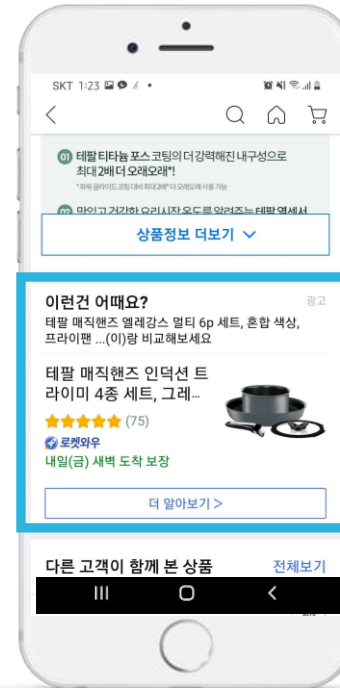 SKT 1:23
01 테팔 티타늄 포스 코팅의 더 강력해진 내구성으로
최대 2배 더 오래오래*!
*파워 글라이드 코팅 대비 최대 2배* 더 오래오래 사용 가능
02 맛있고 건강한 요리시작 온도를 알려주는 테팔 열센서
상품정보 더보기
이런건 어때요? 광고
테팔 매직핸즈 엘레강스 멀티 6p 세트, 혼합 색상,
프라이팬 ...(이)랑 비교해보세요
테팔 매직핸즈 인덕션 트
라이미 4종 세트, 그레...
(75)
로켓와우
내일(금) 새벽 도착 보장
더 알아보기 >
다른 고객이 함께 본 상품 전체보기